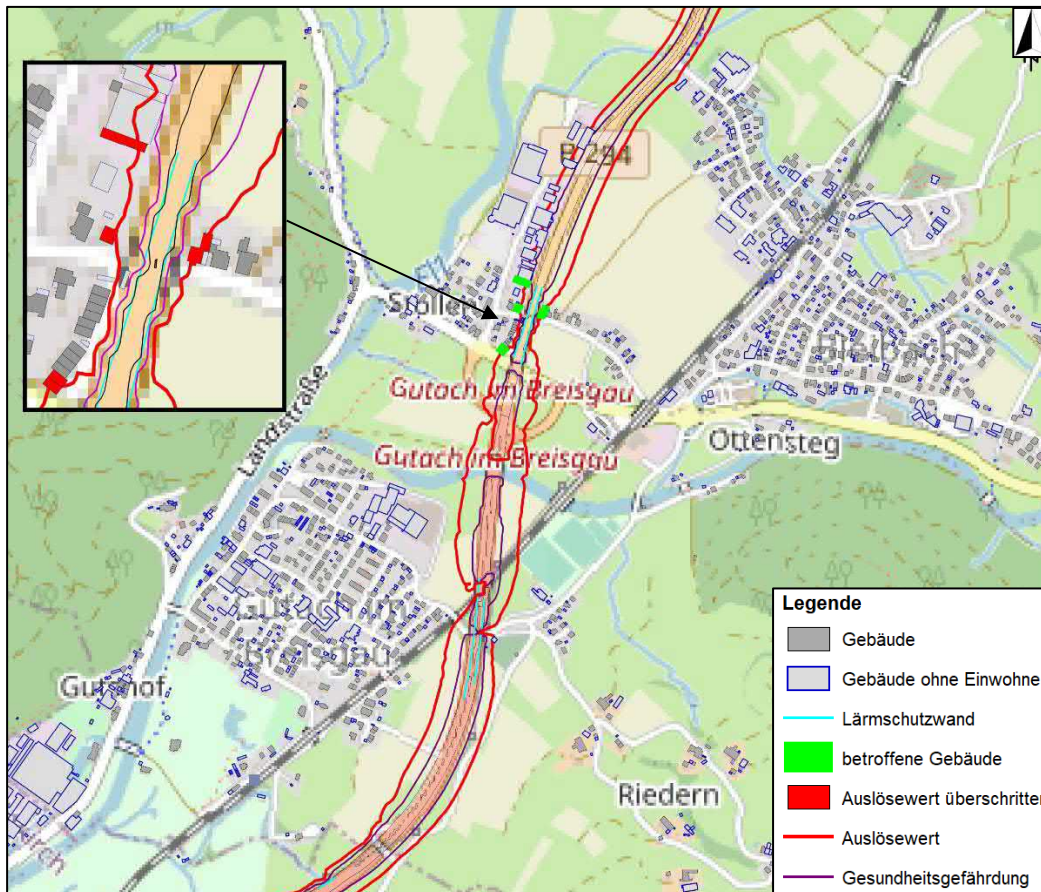 B 294
Stollen
Bleibach
Gutach im Breisgau
Gutach im Breisgau
Ottensteg
Landstraße
Gutach im
Breisgau
Guthof
Riedern
Legende
Gebäude
Gebäude ohne Einwohne
Lärmschutzwand
betroffene Gebäude
Auslösewert überschritten
Auslösewert
Gesundheitsgefährdung